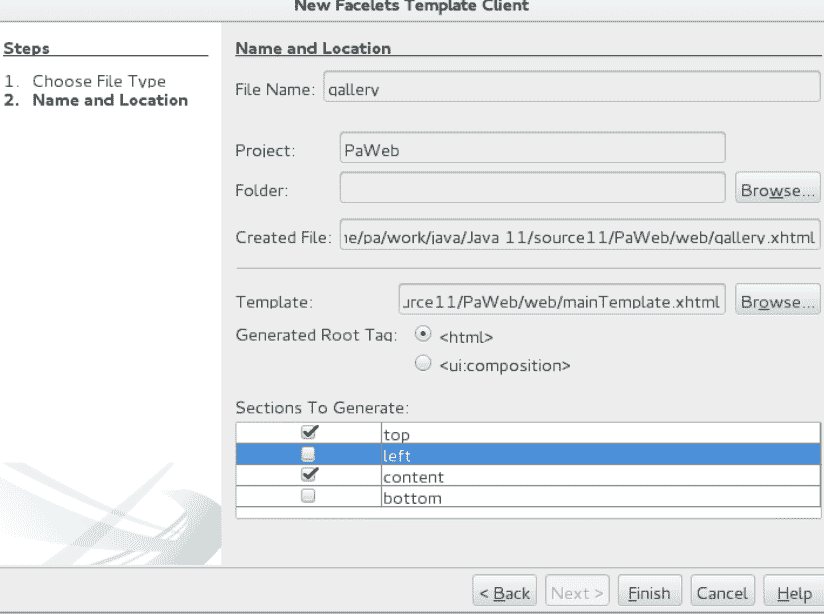 New Facelets Template Client
Steps
1. Choose File Type
2. Name and Location
Name and Location
File Name: gallery
Project: PaWeb
Folder: Browse...
Created File: ne/pa/work/java/Java 11/source11/PaWeb/web/gallery.xhtml
Template: urce11/PaWeb/web/mainTemplate.xhtml Browse...
Generated Root Tag: <html>
<ui:composition>
Sections To Generate:
top
left
content
bottom
< Back Next > Finish Cancel Help